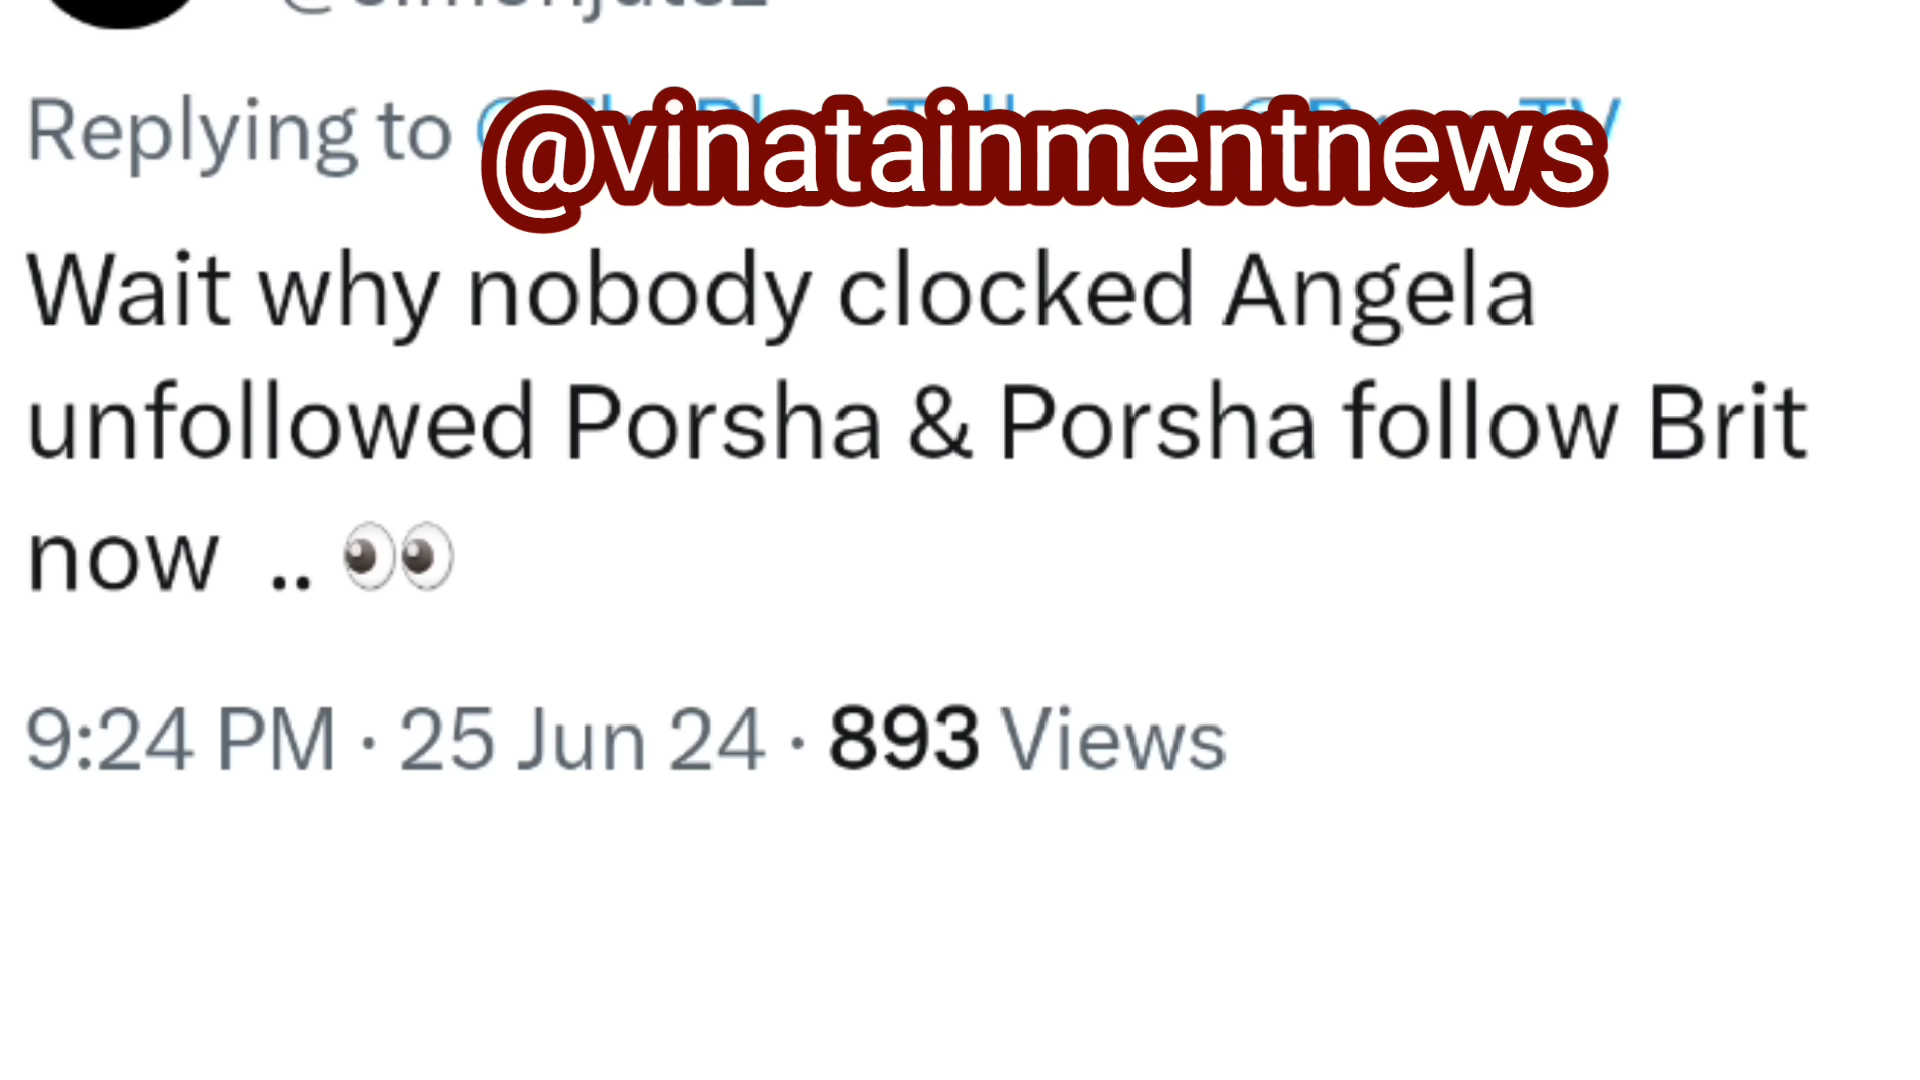 Replying to
@vinatainmentnews
Wait why nobody clocked Angela
unfollowed Porsha & Porsha follow Brit
now .. 👀
9:24 PM · 25 Jun 24 · 893 Views